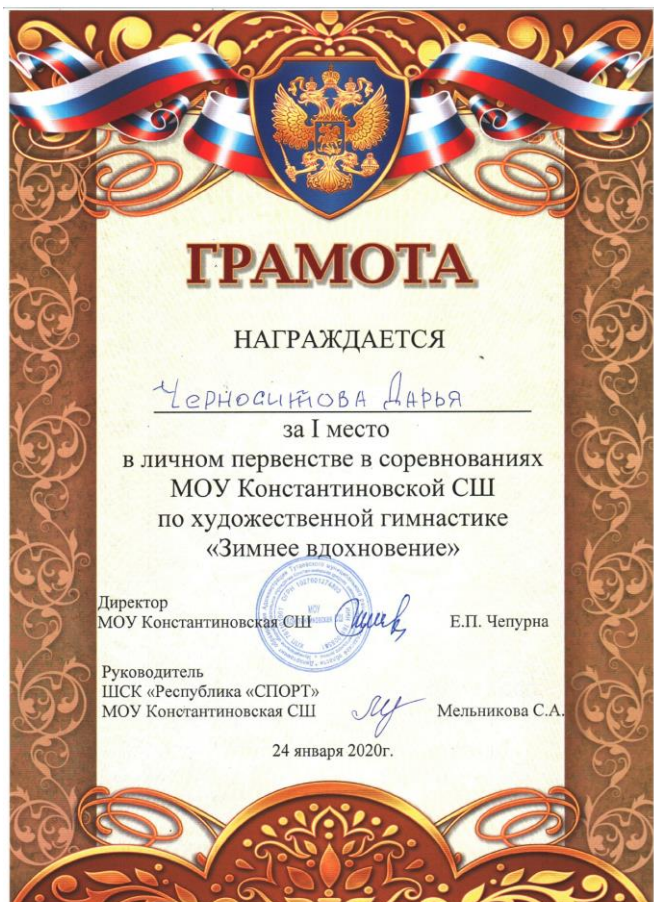 ГРАМОТА
НАГРАЖДАЕТСЯ
Черноситова Дарья
за I место
в личном первенстве в соревнованиях
МОУ Константиновской СШ
по художественной гимнастике
«Зимнее вдохновение»
Директор
МОУ Константиновская СШ Е.П. Чепурна
Руководитель
ШСК «Республика «СПОРТ»
МОУ Константиновская СШ Мельникова С.А.
24 января 2020г.